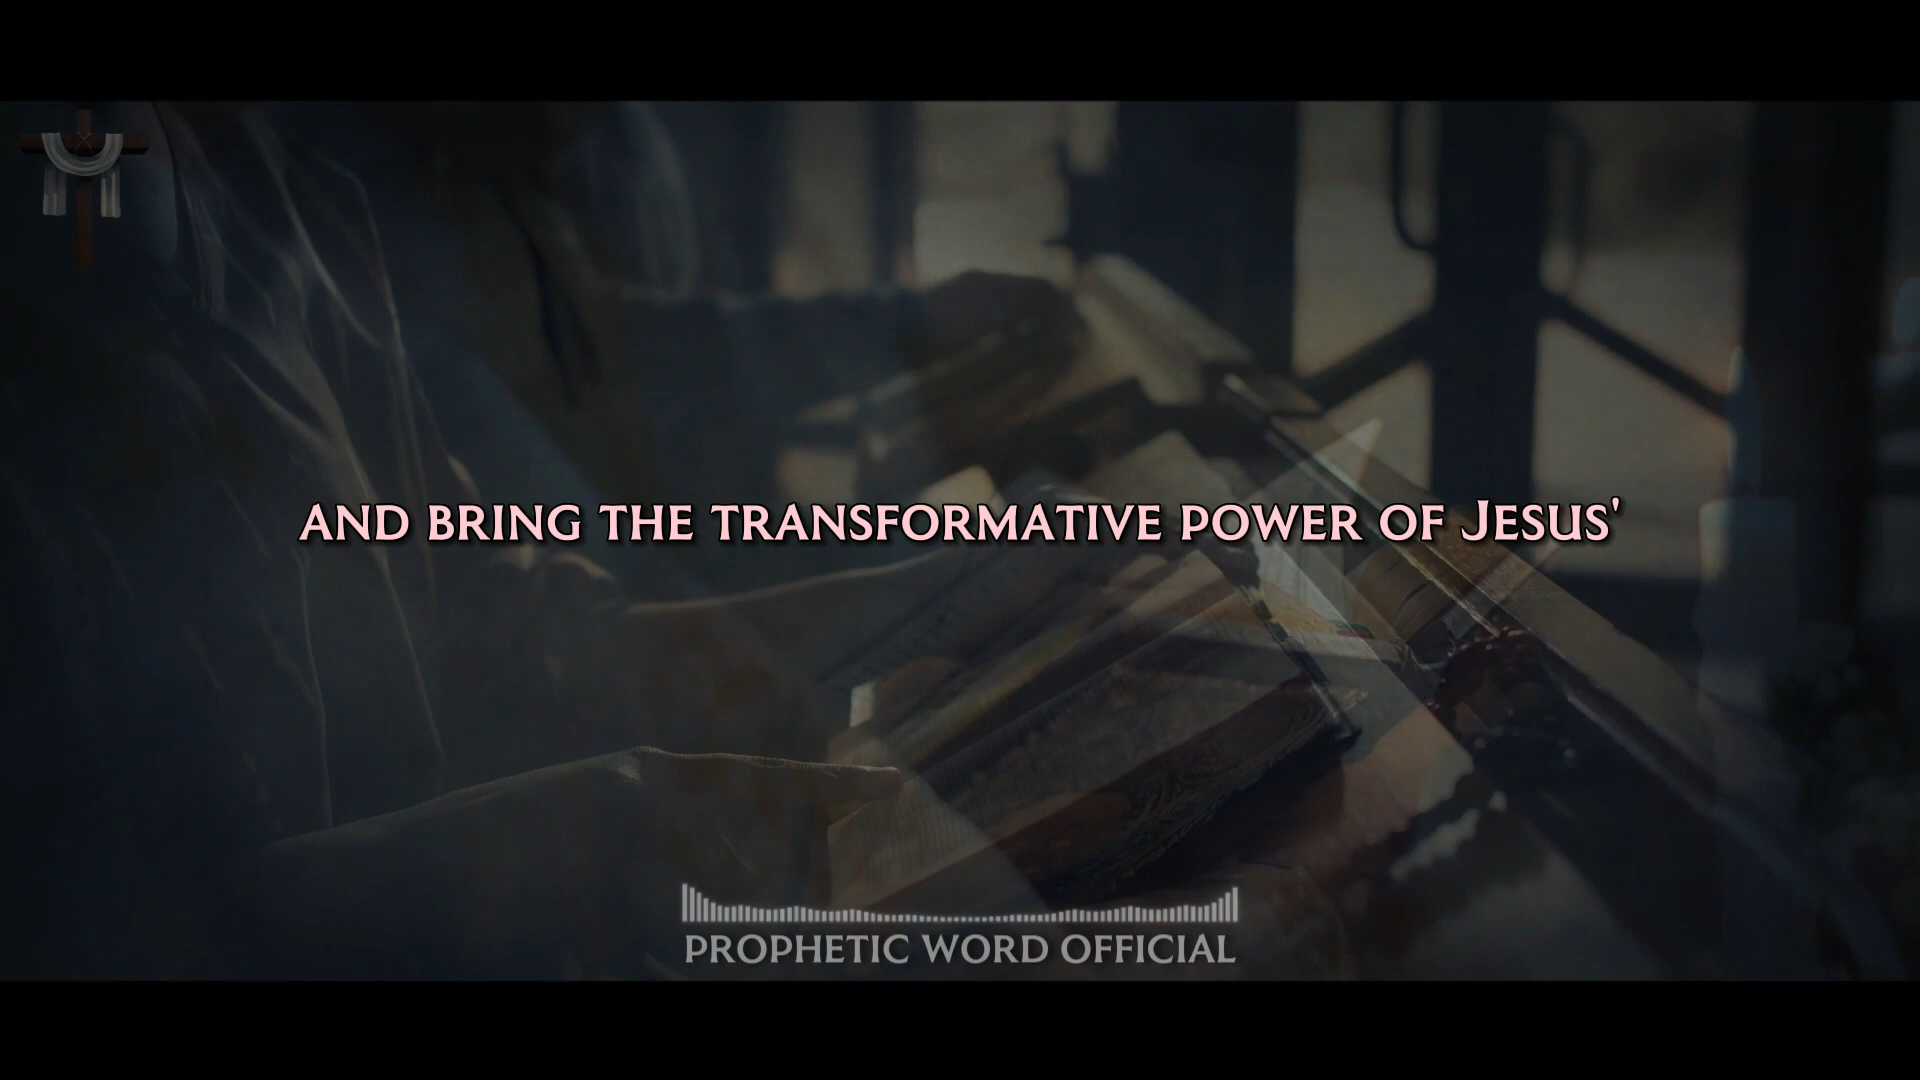 AND BRING THE TRANSFORMATIVE POWER OF JESUS'
PROPHETIC WORD OFFICIAL